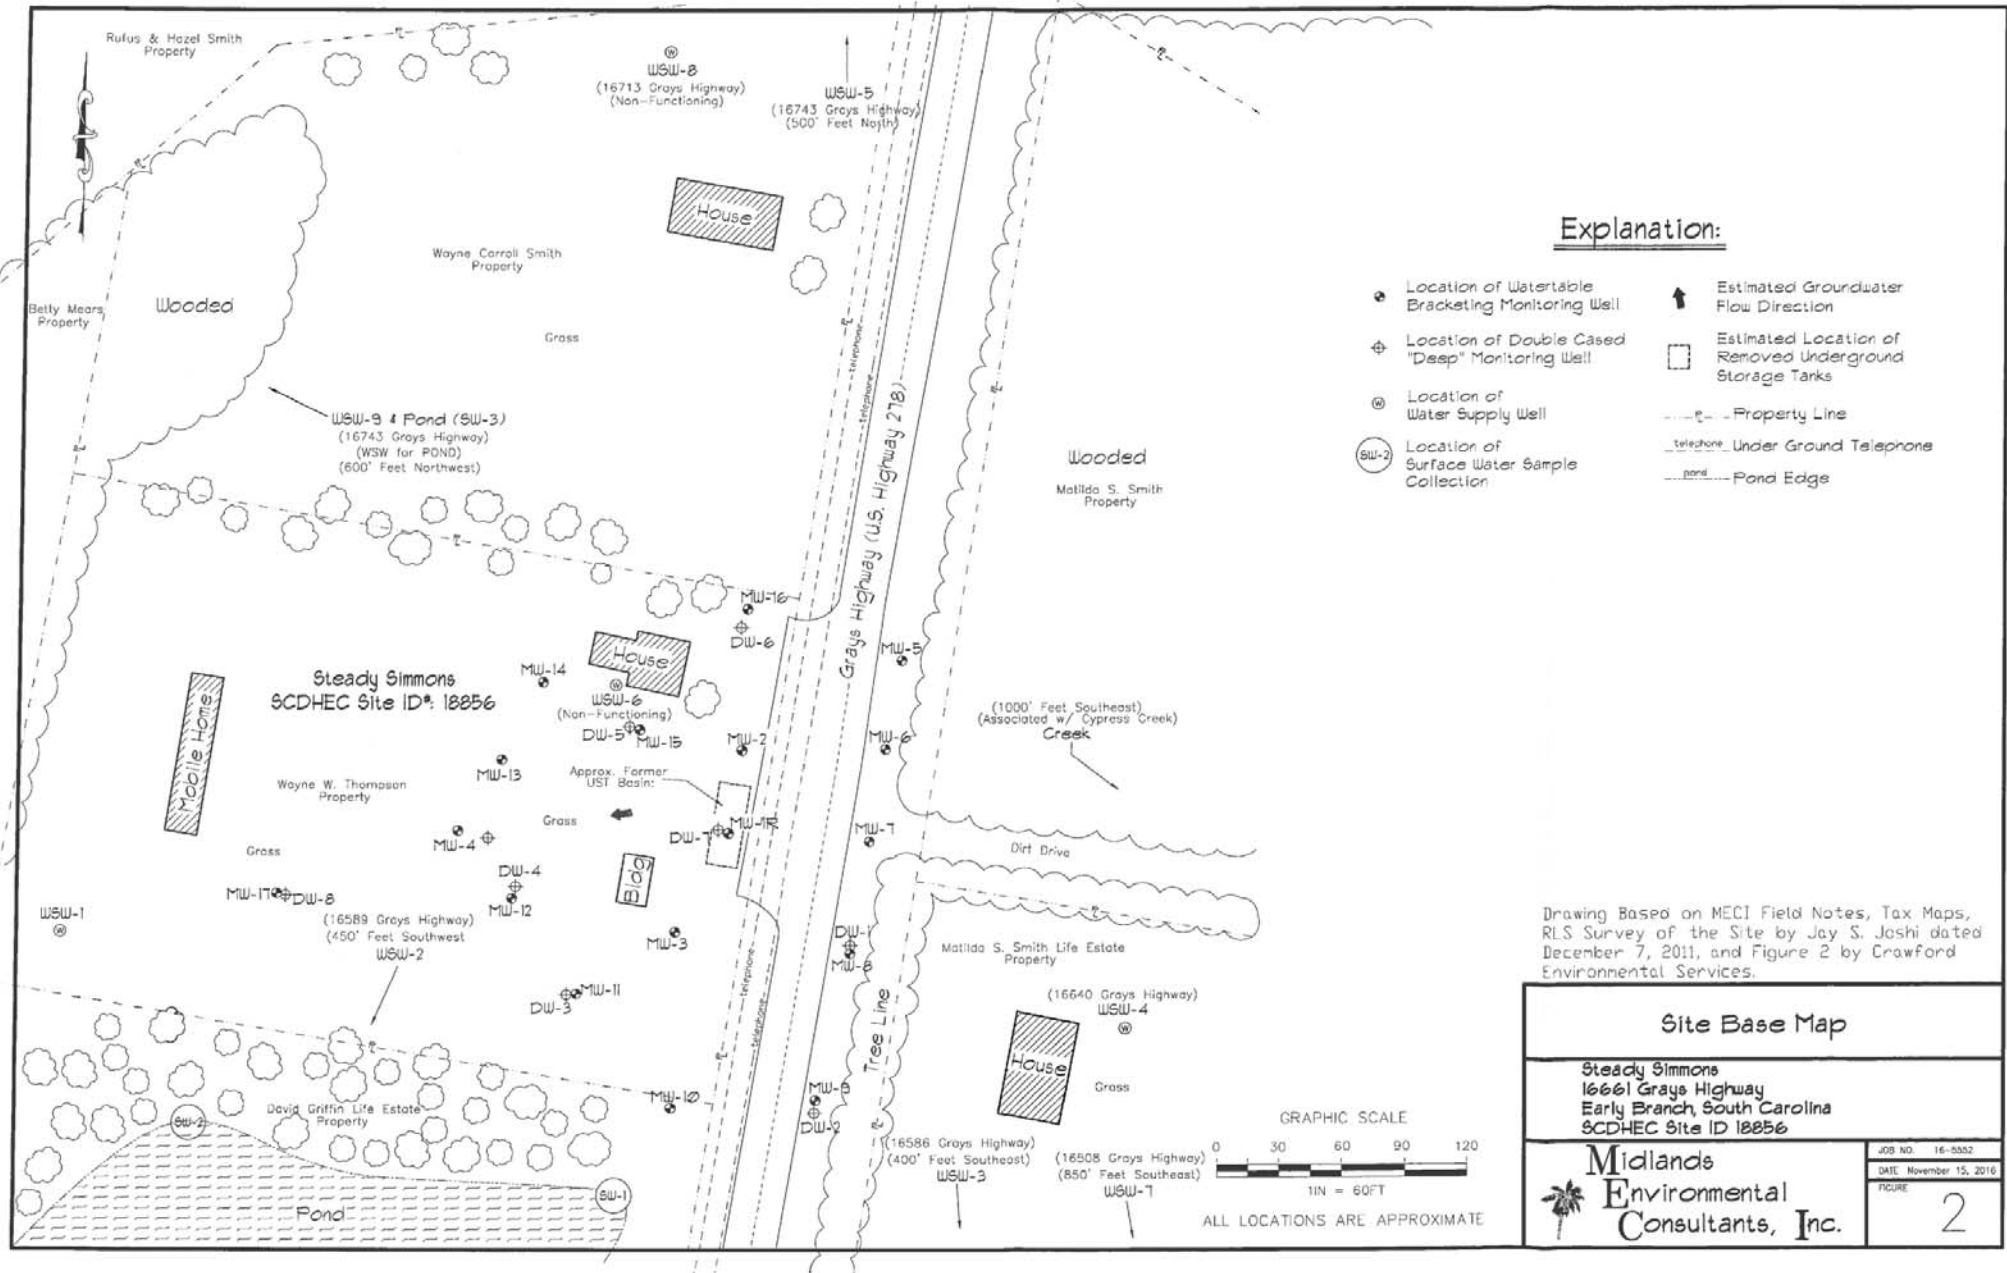 Rufus & Hazel Smith
Property
WSW-8
(16713 Grays Highway)
(Non-Functioning)
WSW-5
(16743 Grays Highway)
(500' Feet North)
House
Wayne Carroll Smith
Property
Wooded
Betty Mears
Property
Grass
WSW-9 & Pond (SW-3)
(16743 Grays Highway)
(WSW for POND)
(600' Feet Northwest)
telephone
telephone
telephone
Grays Highway (U.S. Highway 278)
Wooded
Matilda S. Smith
Property
Explanation:
Location of Watertable
Bracketing Monitoring Well
Location of Double Cased
"Deep" Monitoring Well
Location of
Water Supply Well
SW-2
Location of
Surface Water Sample
Collection
Estimated Groundwater
Flow Direction
Estimated Location of
Removed Underground
Storage Tanks
Property Line
telephone Under Ground Telephone
pond Pond Edge
MW-16
DW-6
House
MW-14
WSW-6
(Non-Functioning)
DW-5
MW-15
MW-2
MW-5
MW-6
MW-7
Steady Simmons
SCDHEC Site ID#: 18856
Mobile Home
Wayne W. Thompson
Property
MW-13
Approx. Former
UST Basin:
Grass
DW-7
MW-1R
MW-4
Grass
DW-4
MW-12
Bldg
MW-17
DW-8
(16589 Grays Highway)
(450' Feet Southwest
WSW-2
WSW-1
MW-3
DW-3
MW-11
(1000' Feet Southeast)
(Associated w/ Cypress Creek)
Creek
Dirt Drive
DW-1
MW-8
Matilda S. Smith Life Estate
Property
(16640 Grays Highway)
WSW-4
House
Grass
Tree Line
telephone
telephone
MW-10
MW-9
DW-2
David Griffin Life Estate
Property
SW-2
SW-1
Pond
(16586 Grays Highway)
(400' Feet Southeast)
WSW-3
(16508 Grays Highway)
(850' Feet Southeast)
WSW-7
GRAPHIC SCALE
0 30 60 90 120
1IN = 60FT
ALL LOCATIONS ARE APPROXIMATE
Drawing Based on MECI Field Notes, Tax Maps,
RLS Survey of the Site by Jay S. Joshi dated
December 7, 2011, and Figure 2 by Crawford
Environmental Services.
Site Base Map
Steady Simmons
16661 Grays Highway
Early Branch, South Carolina
SCDHEC Site ID 18856
Midlands
Environmental
Consultants, Inc.
JOB NO. 16-5552
DATE November 15, 2016
FIGURE
2